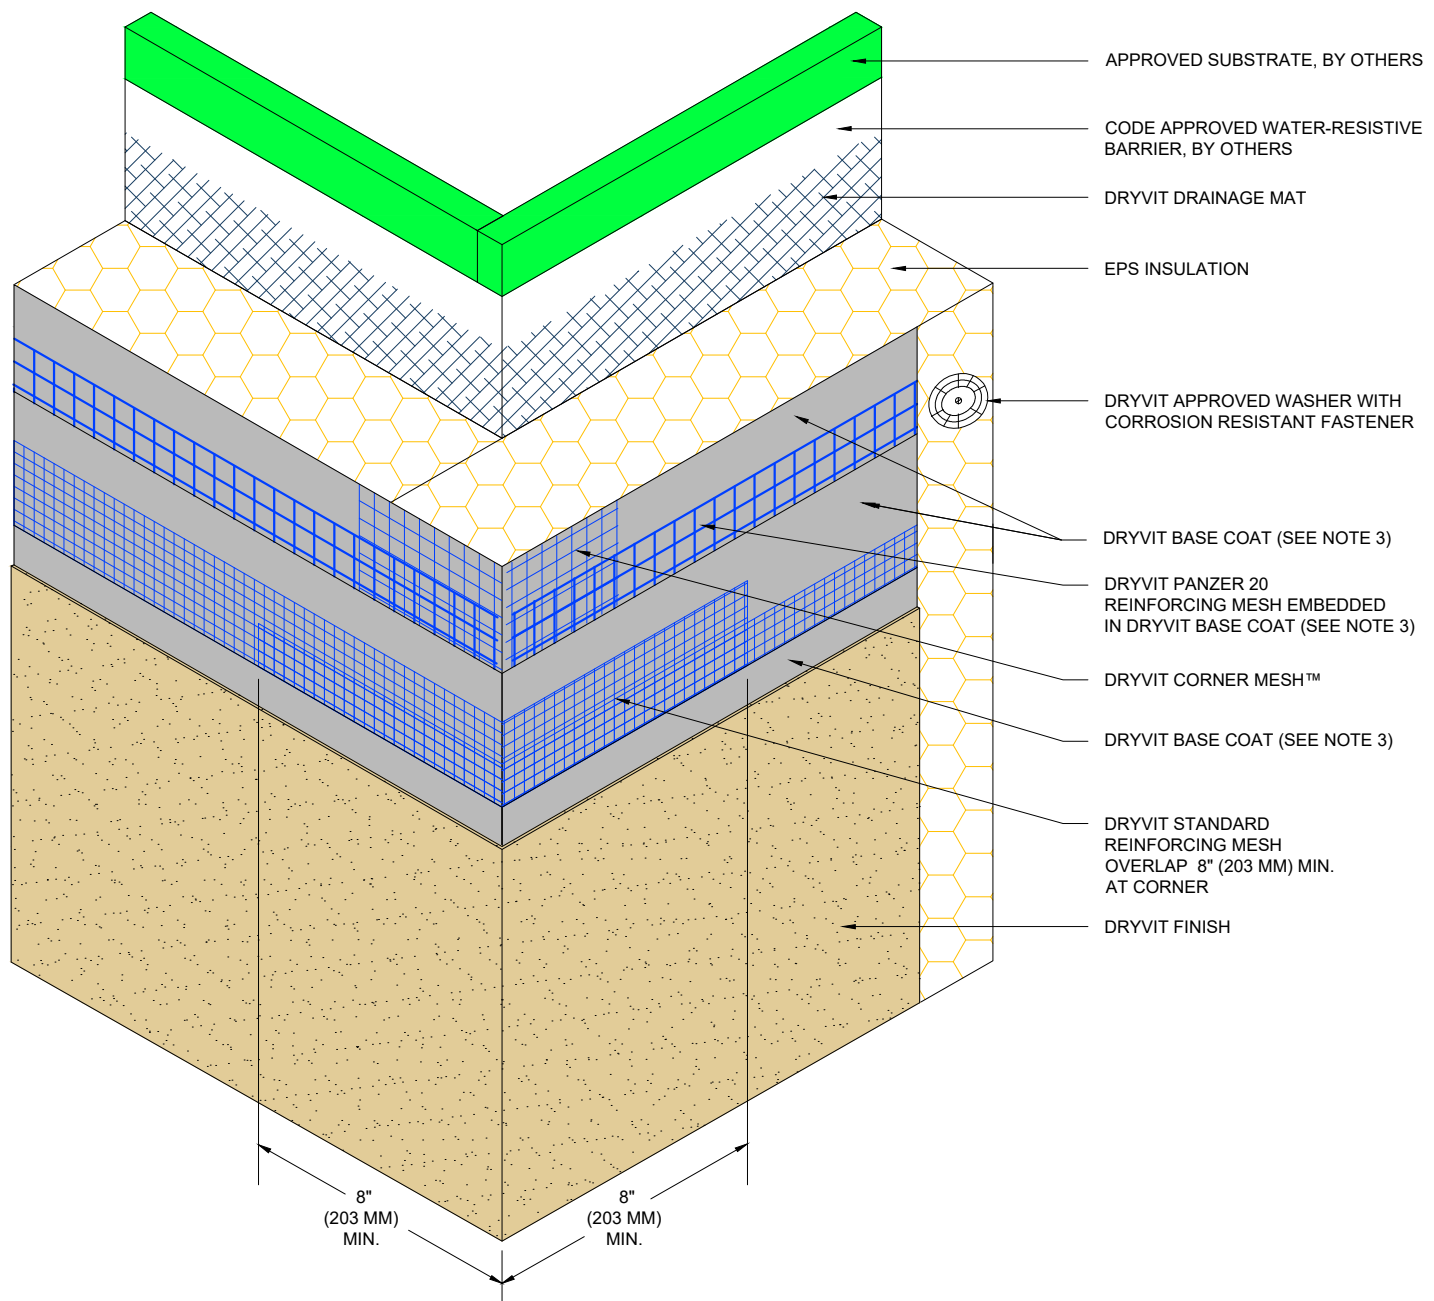 APPROVED SUBSTRATE, BY OTHERS
CODE APPROVED WATER-RESISTIVE
BARRIER, BY OTHERS
DRYVIT DRAINAGE MAT
EPS INSULATION
DRYVIT APPROVED WASHER WITH
CORROSION RESISTANT FASTENER
DRYVIT BASE COAT (SEE NOTE 3)
DRYVIT PANZER 20
REINFORCING MESH EMBEDDED
IN DRYVIT BASE COAT (SEE NOTE 3)
DRYVIT CORNER MESH™
DRYVIT BASE COAT (SEE NOTE 3)
DRYVIT STANDARD
REINFORCING MESH
OVERLAP 8" (203 MM) MIN.
AT CORNER
DRYVIT FINISH
8"
(203 MM)
MIN.
8"
(203 MM)
MIN.